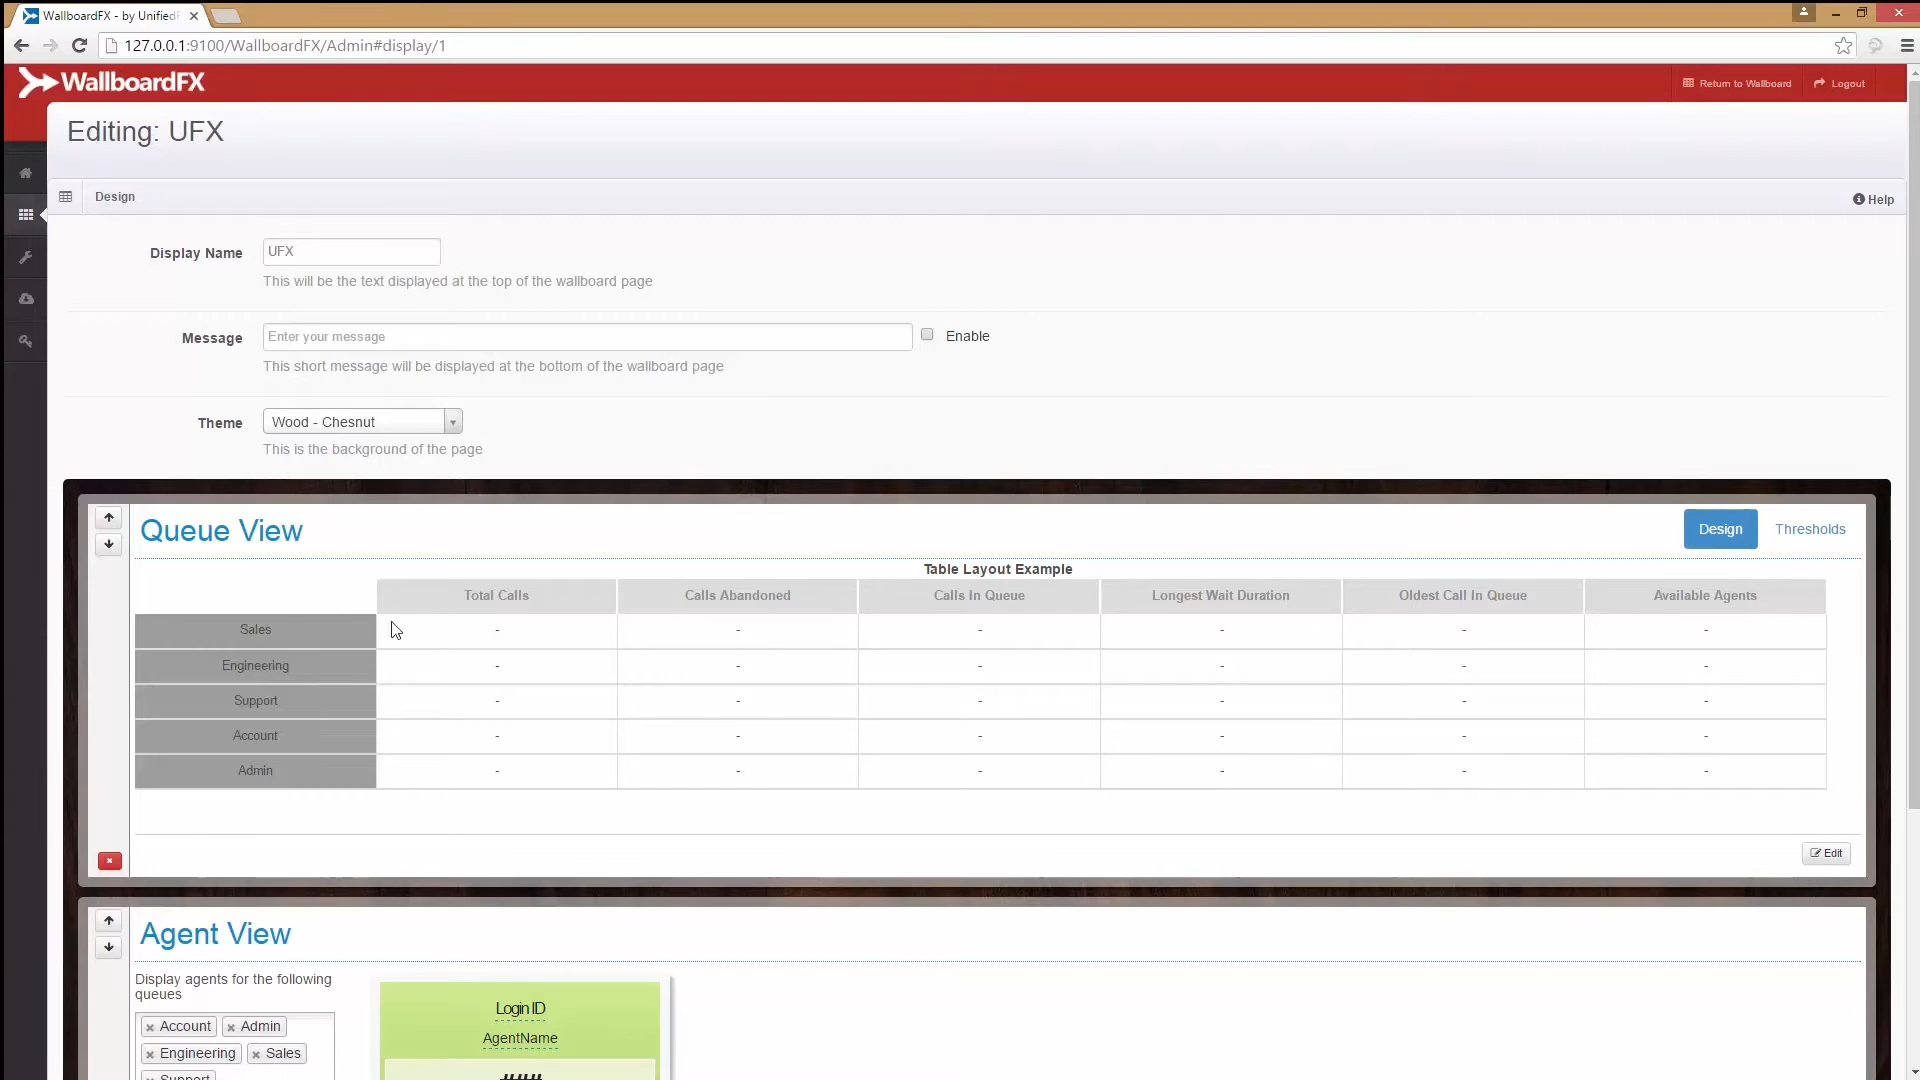 WallboardFX - by UnifiedF
127.0.0.1:9100/WallboardFX/Admin#display/1
WallboardFX
Return to Wallboard Logout
Editing: UFX
Design
Help
Display Name UFX
This will be the text displayed at the top of the wallboard page
Message Enter your message Enable
This short message will be displayed at the bottom of the wallboard page
Theme Wood - Chesnut
This is the background of the page
Queue View Design Thresholds
Table Layout Example
Total Calls Calls Abandoned Calls In Queue Longest Wait Duration Oldest Call In Queue Available Agents
Sales - - - - - -
Engineering - - - - - -
Support - - - - - -
Account - - - - - -
Admin - - - - - -
Edit
Agent View
Display agents for the following
queues
Account Admin
Engineering Sales
Support
Login ID
AgentName
####